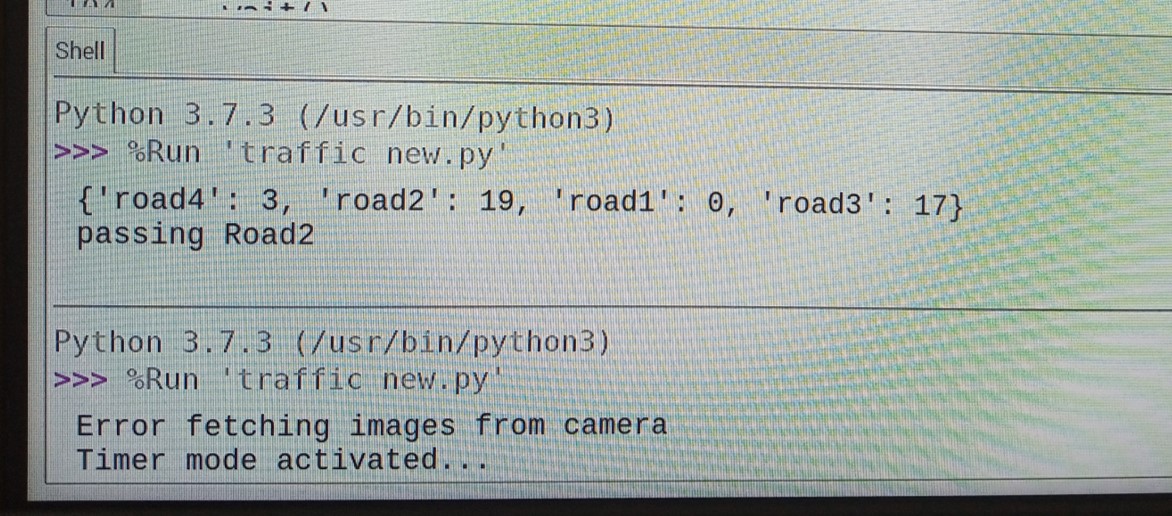 Shell
Python 3.7.3 (/usr/bin/python3)
>>> %Run 'traffic new.py'
{'road4': 3, 'road2': 19, 'road1': 0, 'road3': 17}
passing Road2
Python 3.7.3 (/usr/bin/python3)
>>> %Run 'traffic new.py'
Error fetching images from camera
Timer mode activated...